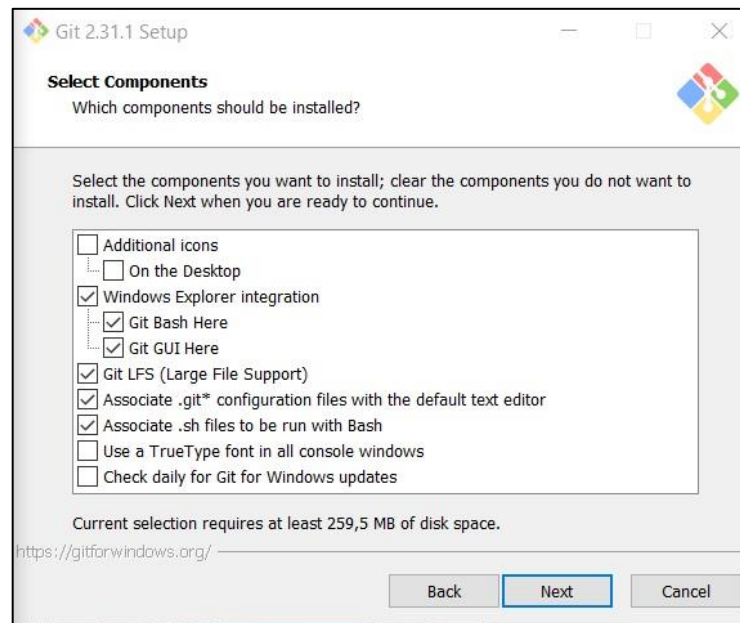 Git 2.31.1 Setup
Select Components
Which components should be installed?
Select the components you want to install; clear the components you do not want to
install. Click Next when you are ready to continue.
Additional icons
On the Desktop
Windows Explorer integration
Git Bash Here
Git GUI Here
Git LFS (Large File Support)
Associate .git* configuration files with the default text editor
Associate .sh files to be run with Bash
Use a TrueType font in all console windows
Check daily for Git for Windows updates
Current selection requires at least 259,5 MB of disk space.
https://gitforwindows.org/
Back Next Cancel